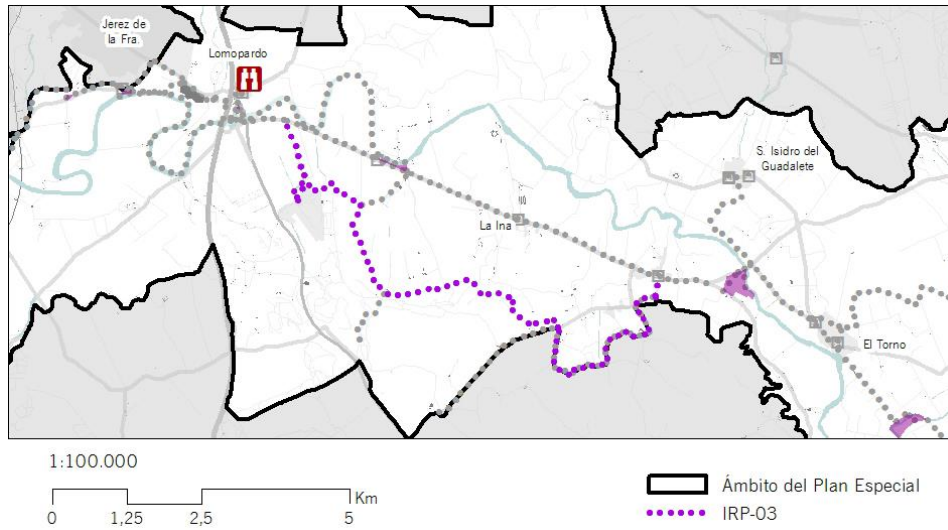 Jerez de
la Fra.
Lomopardo
S. Isidro del
Guadalete
La Ina
El Torno
1:100.000
Km
0 1,25 2,5 5
Ámbito del Plan Especial
IRP-03